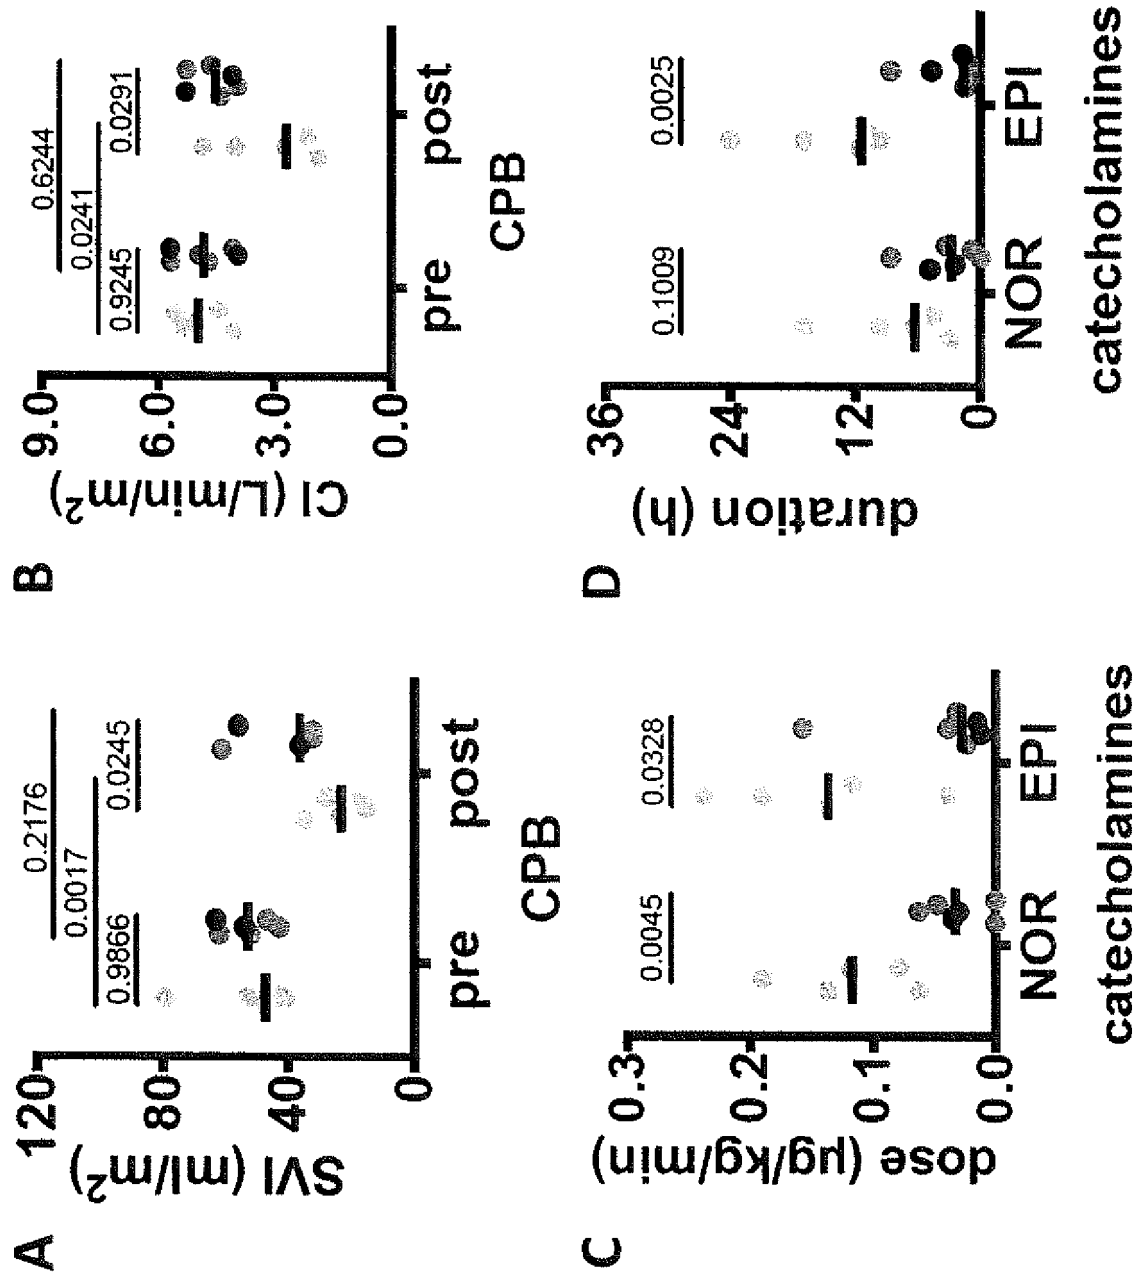 A
SVI (ml/m²)
120
80
40
0
0.2176
0.0017
0.9866
0.0245
pre
post
CPB
B
CI (L/min/m²)
9.0
6.0
3.0
0.0
0.6244
0.0241
0.9245
0.0291
pre
post
CPB
C
dose (µg/kg/min)
0.3
0.2
0.1
0.0
0.0045
0.0328
NOR
EPI
catecholamines
D
duration (h)
36
24
12
0
0.1009
0.0025
NOR
EPI
catecholamines